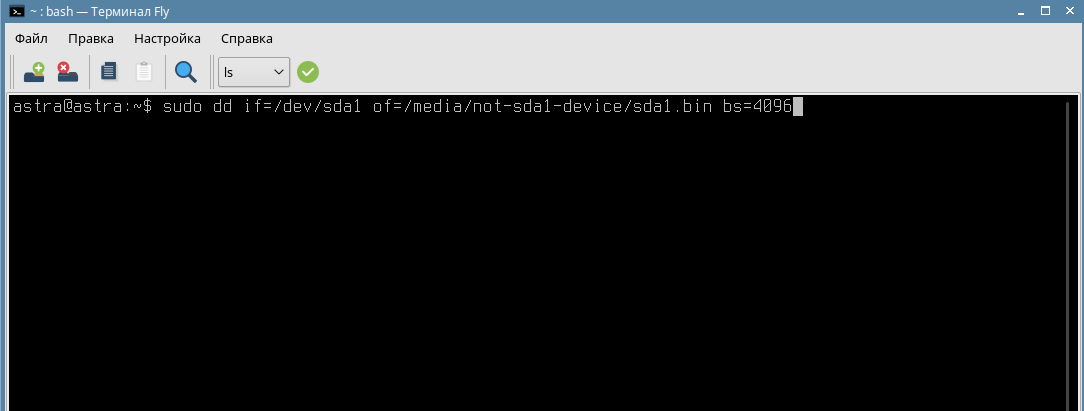 ~ : bash — Терминал Fly
Файл Правка Настройка Справка
ls
astra@astra:~$ sudo dd if=/dev/sda1 of=/media/not-sda1-device/sda1.bin bs=4096